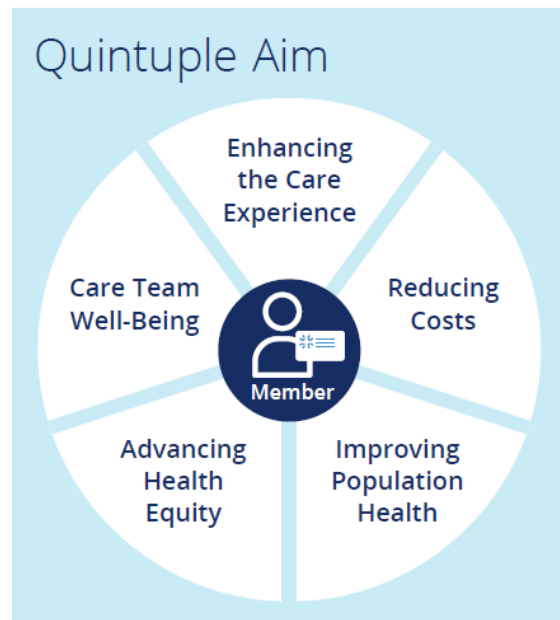 Quintuple Aim
Enhancing
the Care
Experience
Reducing
Costs
Improving
Population
Health
Advancing
Health
Equity
Care Team
Well-Being
Member